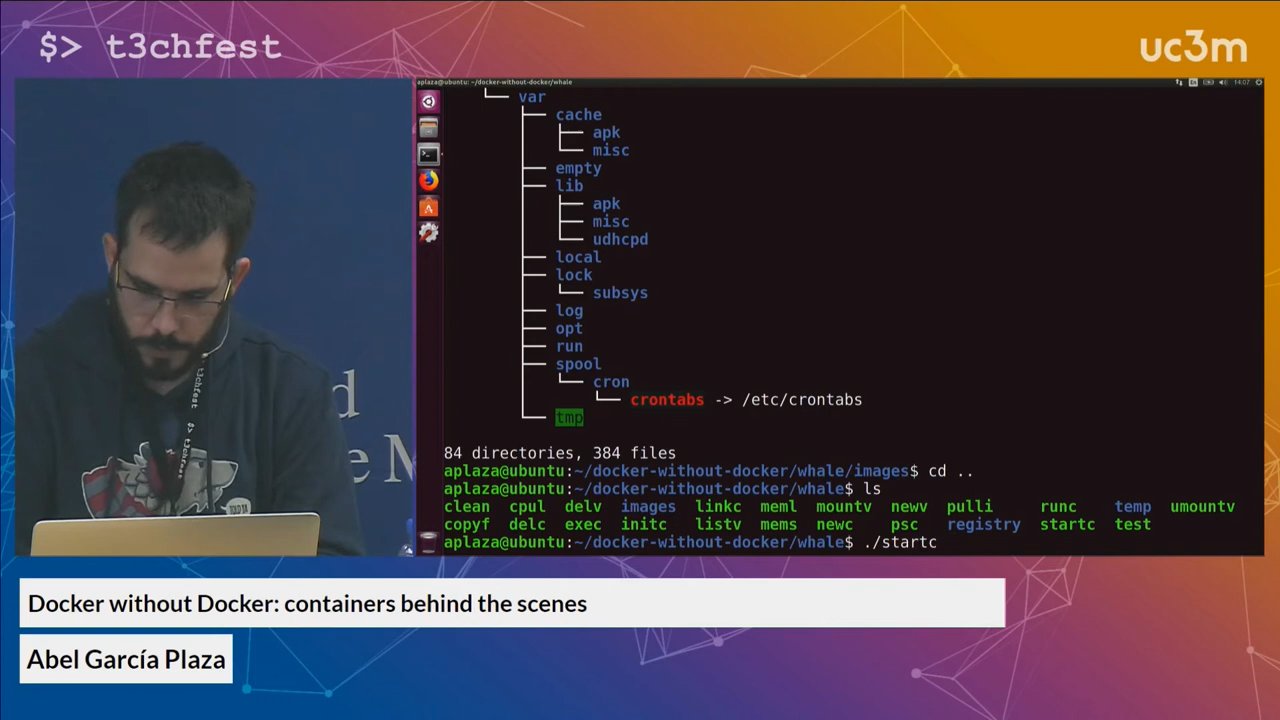 $> t3chfest
uc3m
aplaza@ubuntu: ~/docker-without-docker/whale
14:07
└── var
├── cache
│   ├── apk
│   └── misc
├── empty
├── lib
│   ├── apk
│   ├── misc
│   └── udhcpd
├── local
├── lock
│   └── subsys
├── log
├── opt
├── run
├── spool
│   └── cron
│       └── crontabs -> /etc/crontabs
└── tmp
84 directories, 384 files
aplaza@ubuntu:~/docker-without-docker/whale/images$ cd ..
aplaza@ubuntu:~/docker-without-docker/whale$ ls
clean cpul delv images linkc meml mountv newv pulli runc temp umountv
copyf delc exec initc listv mems newc psc registry startc test
aplaza@ubuntu:~/docker-without-docker/whale$ ./startc
t3chfest
$> t3chfest
d
e M
Docker without Docker: containers behind the scenes
Abel García Plaza